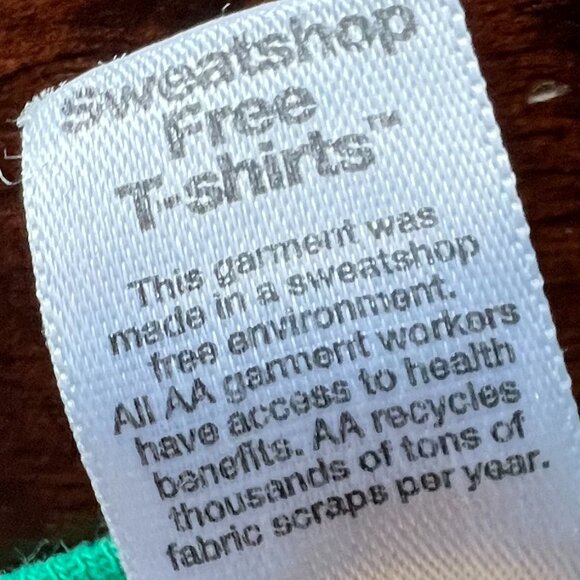 Sweatshop
Free
T-shirts™
This garment was
made in a sweatshop
free environment.
All AA garment workers
have access to health
benefits. AA recycles
thousands of tons of
fabric scraps per year.